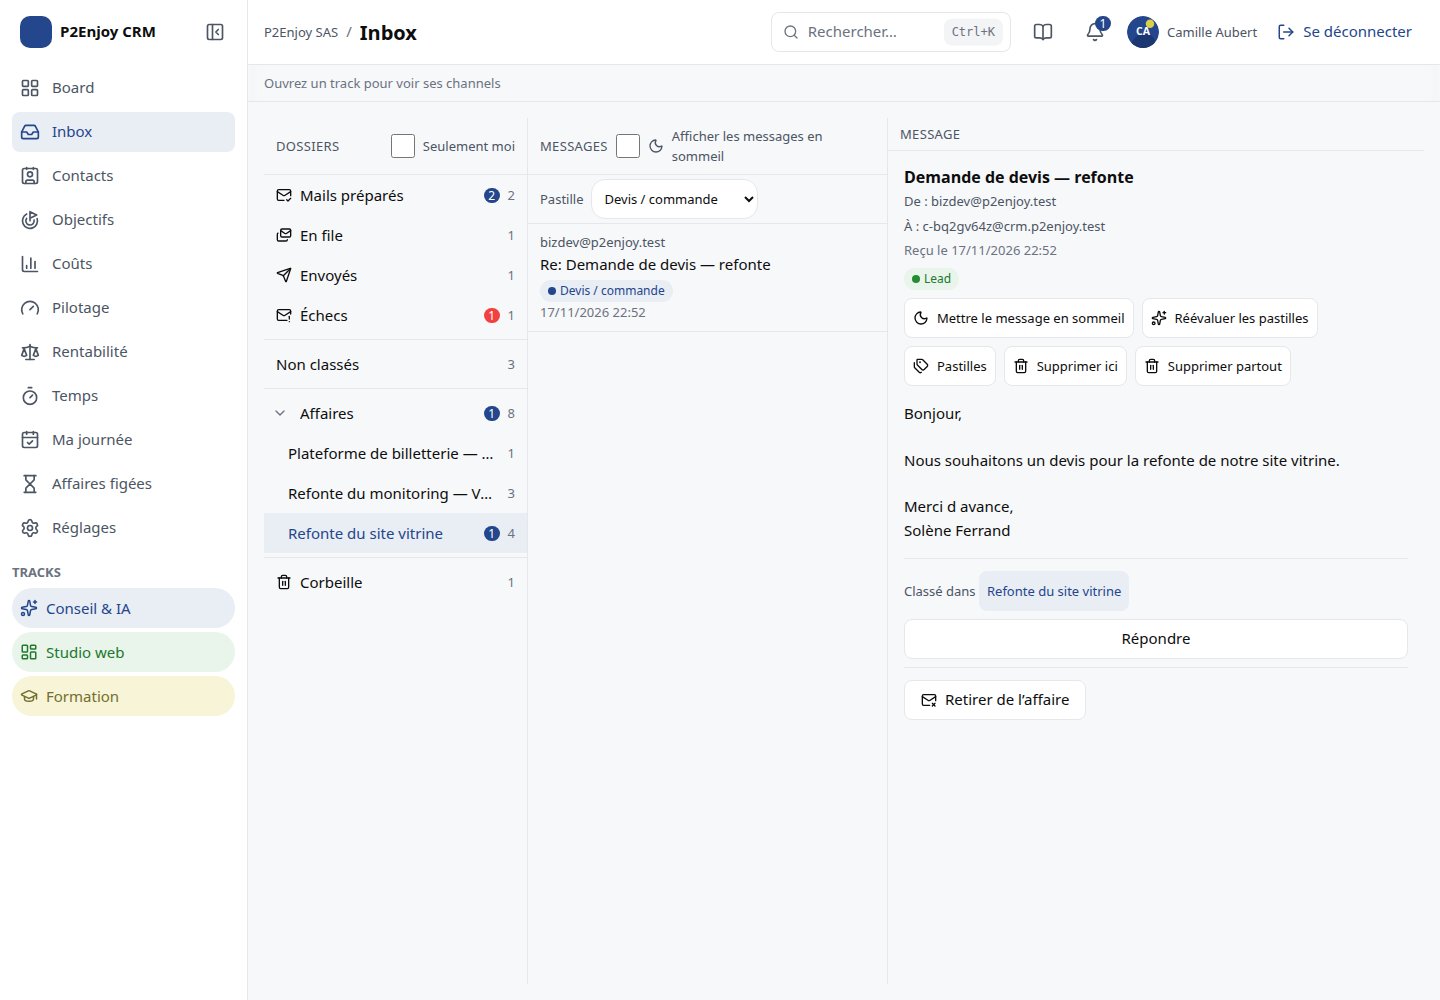 P2Enjoy CRM
Board
Inbox
Contacts
Objectifs
Coûts
Pilotage
Rentabilité
Temps
Ma journée
Affaires figées
Réglages
TRACKS
Conseil & IA
Studio web
Formation
P2Enjoy SAS / Inbox
Rechercher...
Ctrl+K
1
CA
Camille Aubert
Se déconnecter
Ouvrez un track pour voir ses channels
DOSSIERS
Seulement moi
Mails préparés 2 2
En file 1
Envoyés 1
Échecs 1 1
Non classés 3
Affaires 1 8
Plateforme de billetterie — ... 1
Refonte du monitoring — V... 3
Refonte du site vitrine 1 4
Corbeille 1
MESSAGES
Afficher les messages en
sommeil
Pastille
Devis / commande
bizdev@p2enjoy.test
Re: Demande de devis — refonte
Devis / commande
17/11/2026 22:52
MESSAGE
Demande de devis — refonte
De : bizdev@p2enjoy.test
À : c-bq2gv64z@crm.p2enjoy.test
Reçu le 17/11/2026 22:52
Lead
Mettre le message en sommeil
Réévaluer les pastilles
Pastilles
Supprimer ici
Supprimer partout
Bonjour,
Nous souhaitons un devis pour la refonte de notre site vitrine.
Merci d avance,
Solène Ferrand
Classé dans Refonte du site vitrine
Répondre
Retirer de l’affaire